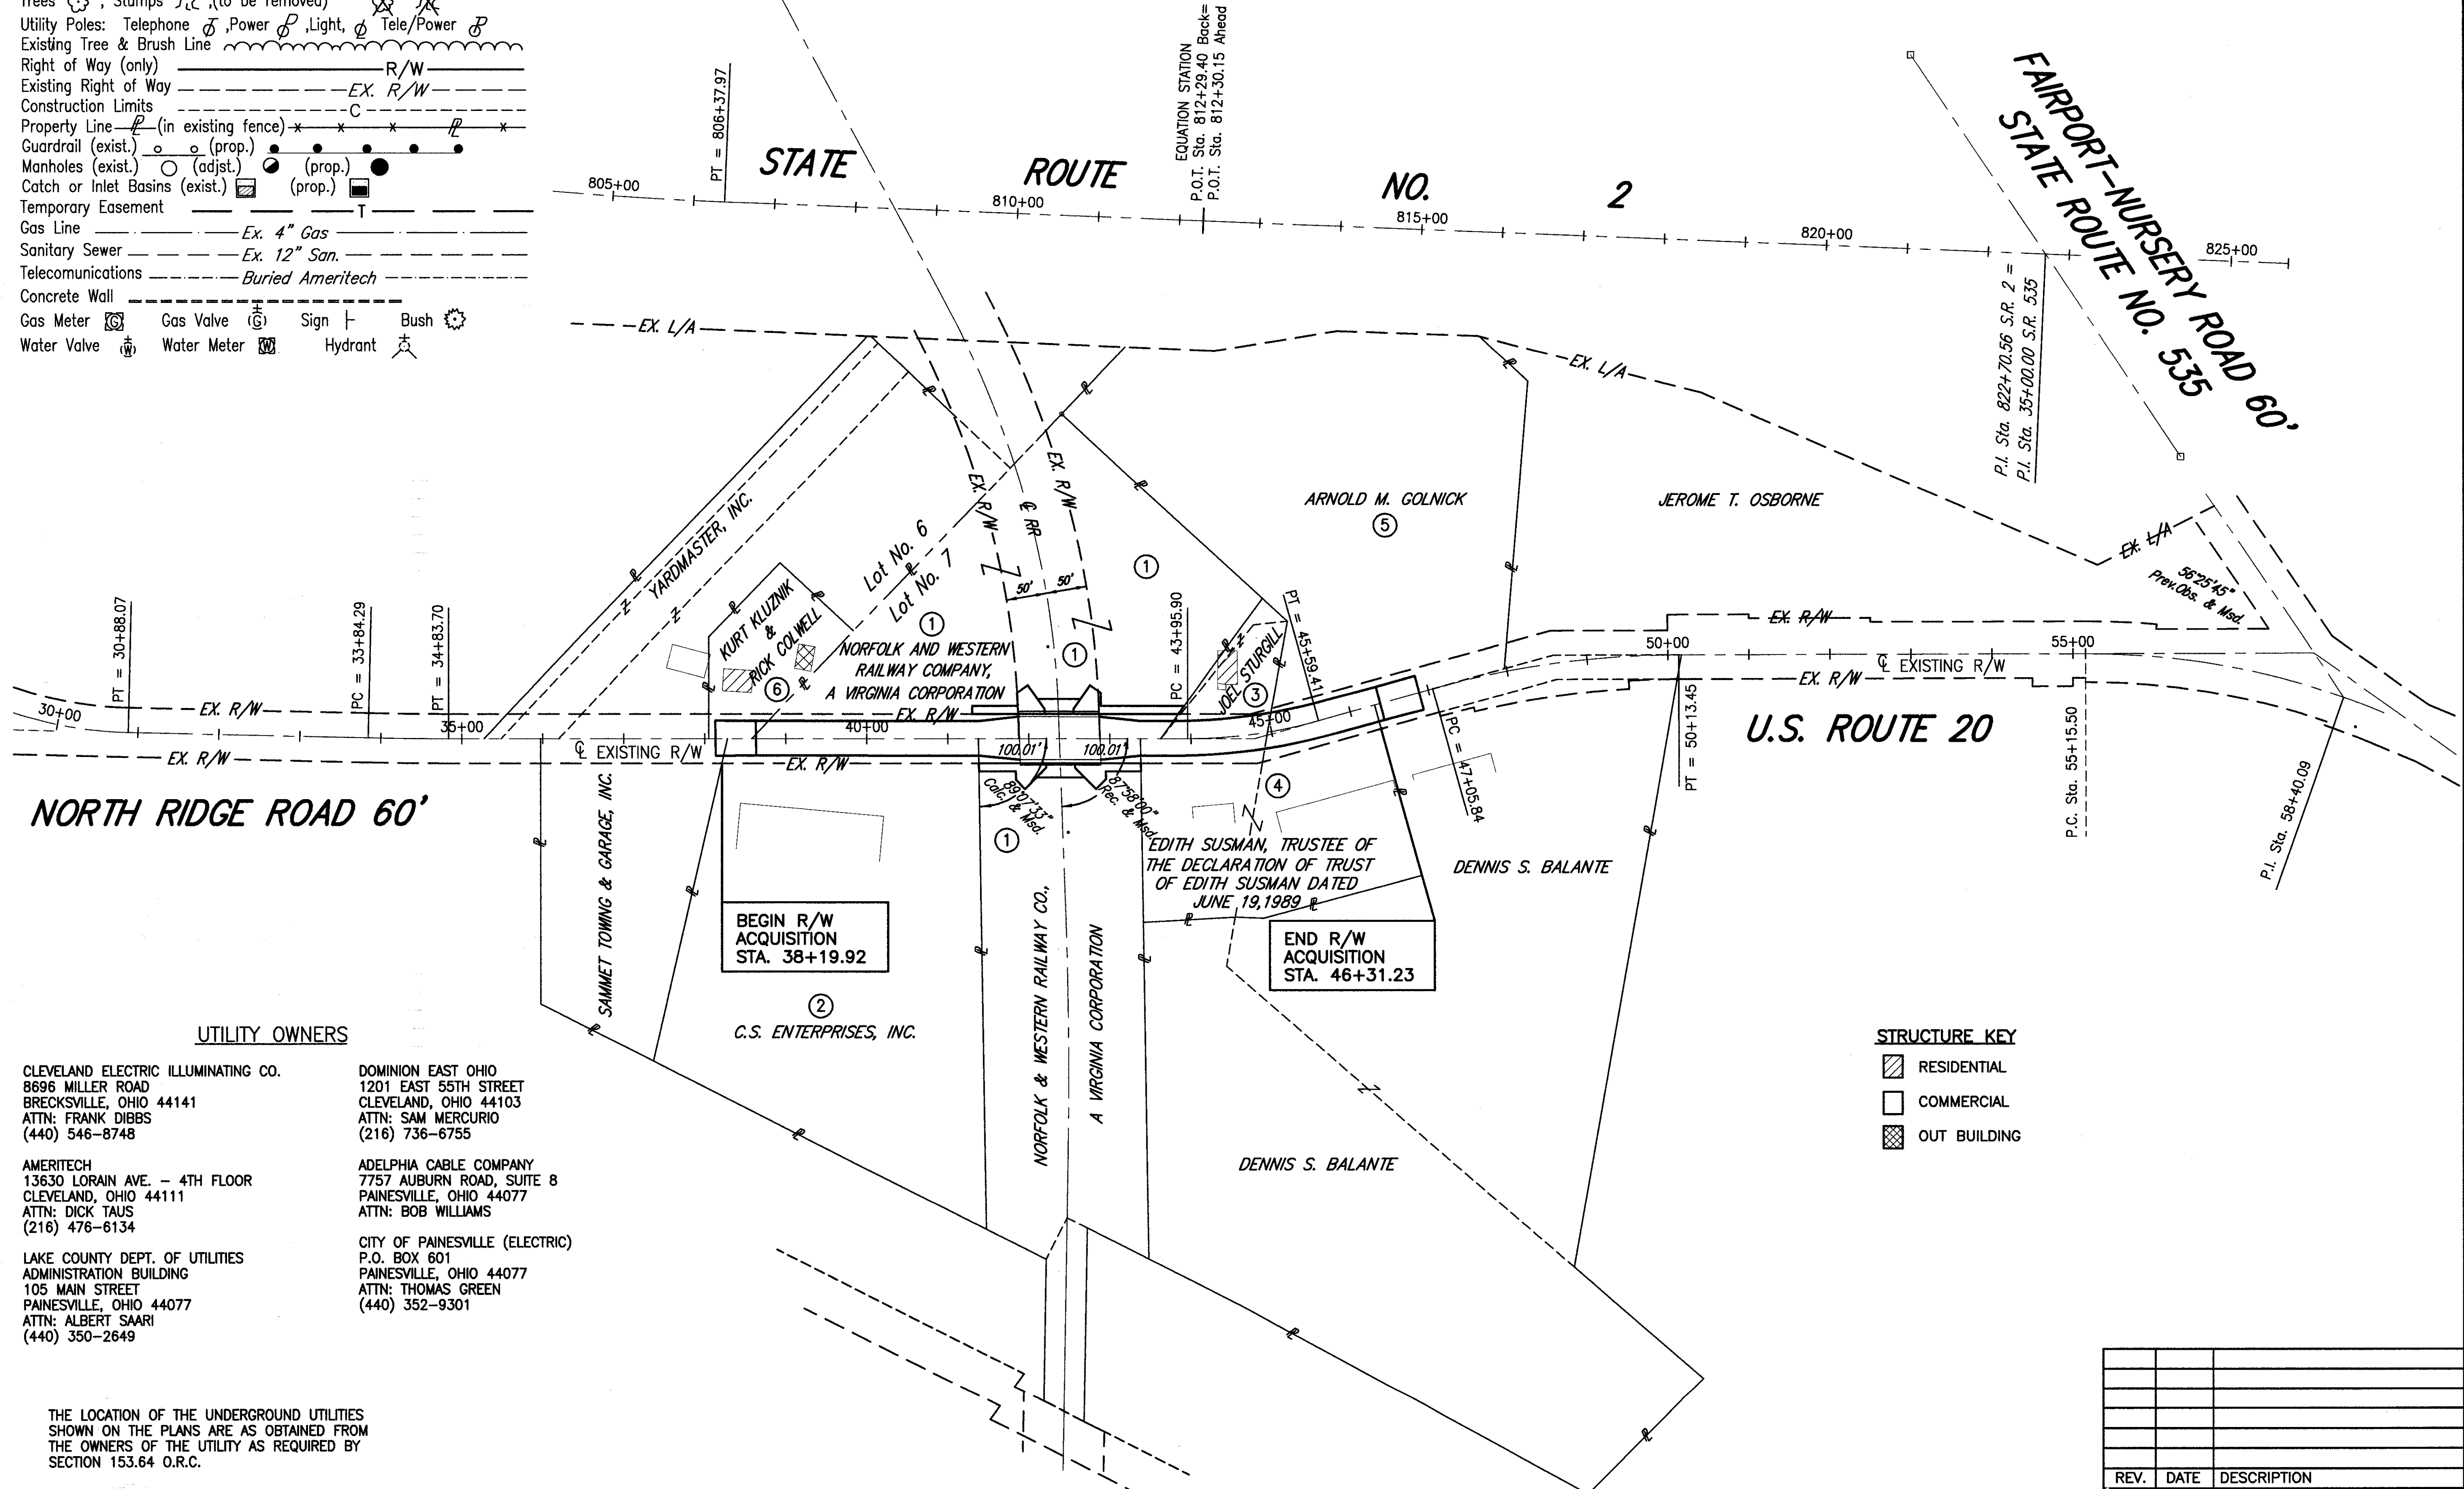 Trees , Stumps ,(to be removed)
Utility Poles: Telephone ,Power ,Light, Tele/Power
Existing Tree & Brush Line
Right of Way (only) R/W
Existing Right of Way EX. R/W
Construction Limits C
Property Line (in existing fence)
Guardrail (exist.) (prop.)
Manholes (exist.) (adjst.) (prop.)
Catch or Inlet Basins (exist.) (prop.)
Temporary Easement T
Gas Line Ex. 4" Gas
Sanitary Sewer Ex. 12" San.
Telecomunications Buried Ameritech
Concrete Wall
Gas Meter G Gas Valve (G) Sign Bush
Water Valve (W) Water Meter W Hydrant
STATE ROUTE NO. 2
805+00
PT = 806+37.97
810+00
EQUATION STATION
P.O.T. Sta. 812+29.40 Back=
P.O.T. Sta. 812+30.15 Ahead
815+00
820+00
825+00
FAIRPORT-NURSERY ROAD 60'
STATE ROUTE NO. 535
P.I. Sta. 822+70.56 S.R. 2 =
P.I. Sta. 35+00.00 S.R. 535
EX. L/A
EX. L/A
EX. L/A
56°25'45"
Prev.Obs. & Msd.
YARDMASTER, INC.
KURT KLUZNIK
&
RICK COLWELL
6
Lot No. 6
Lot No. 7
EX. R/W
EX. R/W
℄ RR
50' 50'
1
NORFOLK AND WESTERN
RAILWAY COMPANY,
A VIRGINIA CORPORATION
1
1
ARNOLD M. GOLNICK
5
JEROME T. OSBORNE
JOEL STURGILL
3
PT = 30+88.07
PC = 33+84.29
PT = 34+83.70
PC = 43+95.90
PT = 45+59.41
PC = 47+05.84
PT = 50+13.45
P.C. Sta. 55+15.50
P.I. Sta. 58+40.09
30+00
35+00
40+00
45+00
50+00
55+00
EX. R/W
EX. R/W
EX. R/W
EX. R/W
EX. R/W
EX. R/W
℄ EXISTING R/W
℄ EXISTING R/W
100.01' 100.01'
89°07'33"
Calc. & Msd.
87°58'00"
Rec. & Msd.
NORTH RIDGE ROAD 60'
U.S. ROUTE 20
SAMMET TOWING & GARAGE, INC.
BEGIN R/W
ACQUISITION
STA. 38+19.92
2
C.S. ENTERPRISES, INC.
1
NORFOLK & WESTERN RAILWAY CO.,
A VIRGINIA CORPORATION
4
EDITH SUSMAN, TRUSTEE OF
THE DECLARATION OF TRUST
OF EDITH SUSMAN DATED
JUNE 19,1989
END R/W
ACQUISITION
STA. 46+31.23
DENNIS S. BALANTE
DENNIS S. BALANTE
STRUCTURE KEY
RESIDENTIAL
COMMERCIAL
OUT BUILDING
UTILITY OWNERS
CLEVELAND ELECTRIC ILLUMINATING CO.
8696 MILLER ROAD
BRECKSVILLE, OHIO 44141
ATTN: FRANK DIBBS
(440) 546-8748
AMERITECH
13630 LORAIN AVE. - 4TH FLOOR
CLEVELAND, OHIO 44111
ATTN: DICK TAUS
(216) 476-6134
LAKE COUNTY DEPT. OF UTILITIES
ADMINISTRATION BUILDING
105 MAIN STREET
PAINESVILLE, OHIO 44077
ATTN: ALBERT SAARI
(440) 350-2649
DOMINION EAST OHIO
1201 EAST 55TH STREET
CLEVELAND, OHIO 44103
ATTN: SAM MERCURIO
(216) 736-6755
ADELPHIA CABLE COMPANY
7757 AUBURN ROAD, SUITE 8
PAINESVILLE, OHIO 44077
ATTN: BOB WILLIAMS
CITY OF PAINESVILLE (ELECTRIC)
P.O. BOX 601
PAINESVILLE, OHIO 44077
ATTN: THOMAS GREEN
(440) 352-9301
THE LOCATION OF THE UNDERGROUND UTILITIES
SHOWN ON THE PLANS ARE AS OBTAINED FROM
THE OWNERS OF THE UTILITY AS REQUIRED BY
SECTION 153.64 O.R.C.
REV. DATE DESCRIPTION